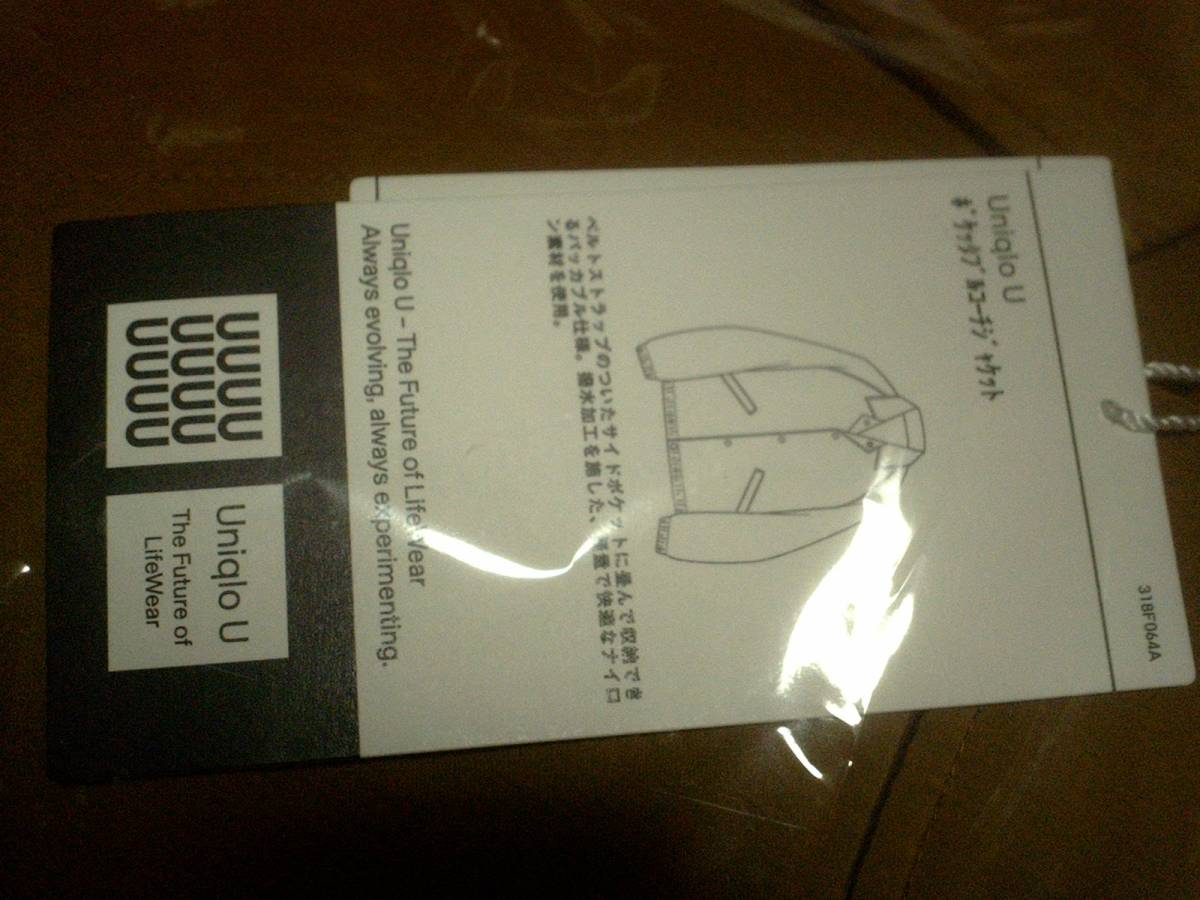 318F064A
Uniqlo U
ﾎﾟｹｯﾀﾌﾞﾙｺｰﾁｼﾞｬｹｯﾄ
ベルトストラップのついたサイドポケットに畳んで収納でき
るパッカブル仕様。撥水加工を施した、軽量で快適なナイロ
ン素材を使用。
Uniqlo U – The Future of LifeWear
Always evolving, always experimenting.
UUUU
UUUU
UUUU
Uniqlo U
The Future of
LifeWear